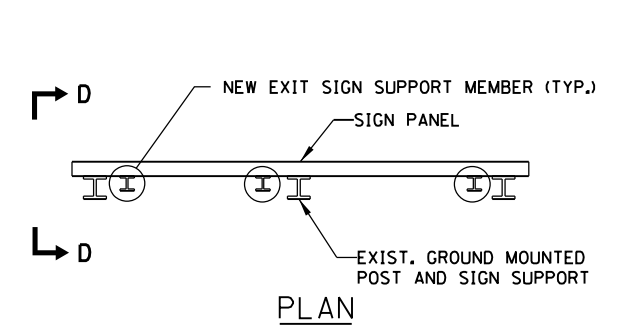 D
NEW EXIT SIGN SUPPORT MEMBER (TYP.)
SIGN PANEL
D
EXIST. GROUND MOUNTED
POST AND SIGN SUPPORT
PLAN